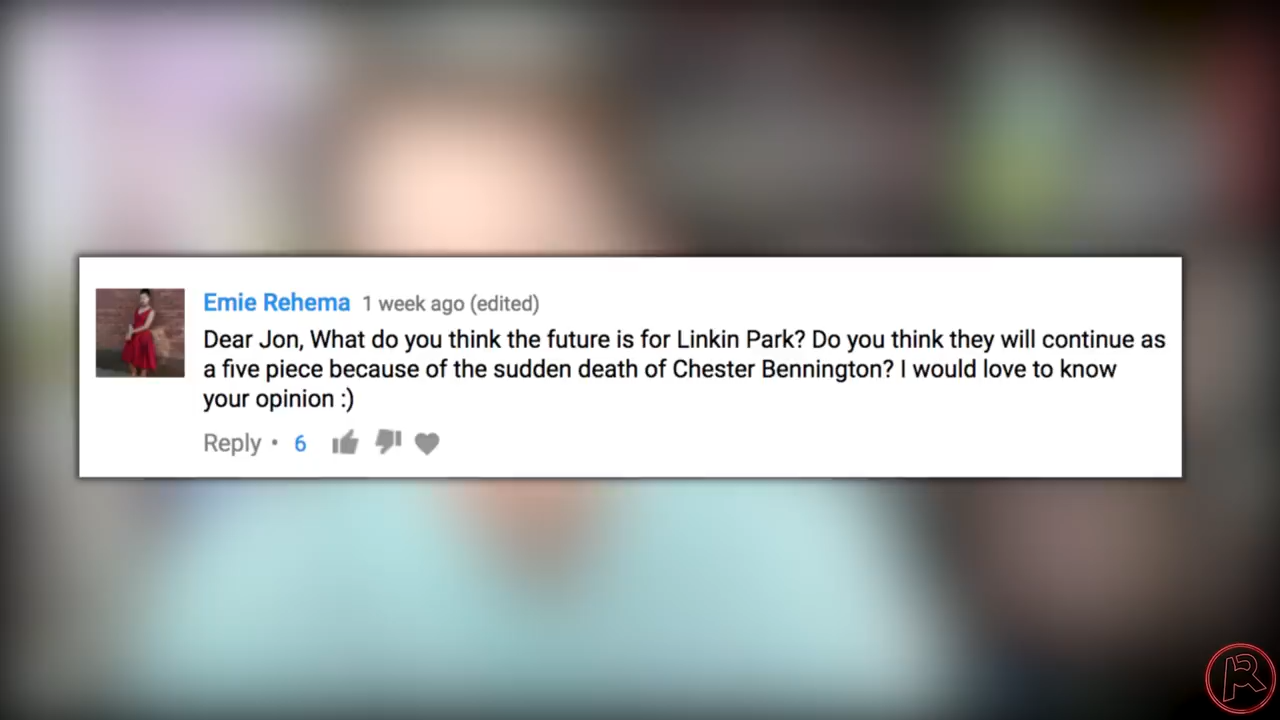 Emie Rehema 1 week ago (edited)
Dear Jon, What do you think the future is for Linkin Park? Do you think they will continue as
a five piece because of the sudden death of Chester Bennington? I would love to know
your opinion :)
Reply • 6